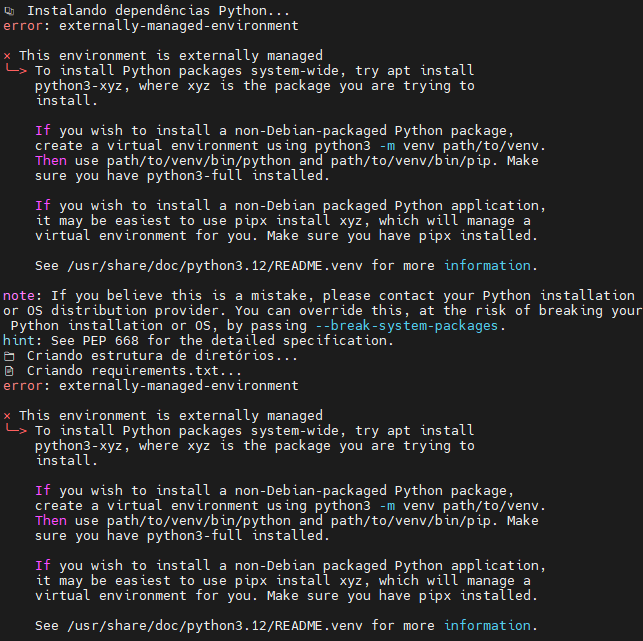 Instalando dependências Python...
error: externally-managed-environment
× This environment is externally managed
╰─> To install Python packages system-wide, try apt install
python3-xyz, where xyz is the package you are trying to
install.
If you wish to install a non-Debian-packaged Python package,
create a virtual environment using python3 -m venv path/to/venv.
Then use path/to/venv/bin/python and path/to/venv/bin/pip. Make
sure you have python3-full installed.
If you wish to install a non-Debian packaged Python application,
it may be easiest to use pipx install xyz, which will manage a
virtual environment for you. Make sure you have pipx installed.
See /usr/share/doc/python3.12/README.venv for more information.
note: If you believe this is a mistake, please contact your Python installation
or OS distribution provider. You can override this, at the risk of breaking your
Python installation or OS, by passing --break-system-packages.
hint: See PEP 668 for the detailed specification.
Criando estrutura de diretórios...
Criando requirements.txt...
error: externally-managed-environment
× This environment is externally managed
╰─> To install Python packages system-wide, try apt install
python3-xyz, where xyz is the package you are trying to
install.
If you wish to install a non-Debian-packaged Python package,
create a virtual environment using python3 -m venv path/to/venv.
Then use path/to/venv/bin/python and path/to/venv/bin/pip. Make
sure you have python3-full installed.
If you wish to install a non-Debian packaged Python application,
it may be easiest to use pipx install xyz, which will manage a
virtual environment for you. Make sure you have pipx installed.
See /usr/share/doc/python3.12/README.venv for more information.